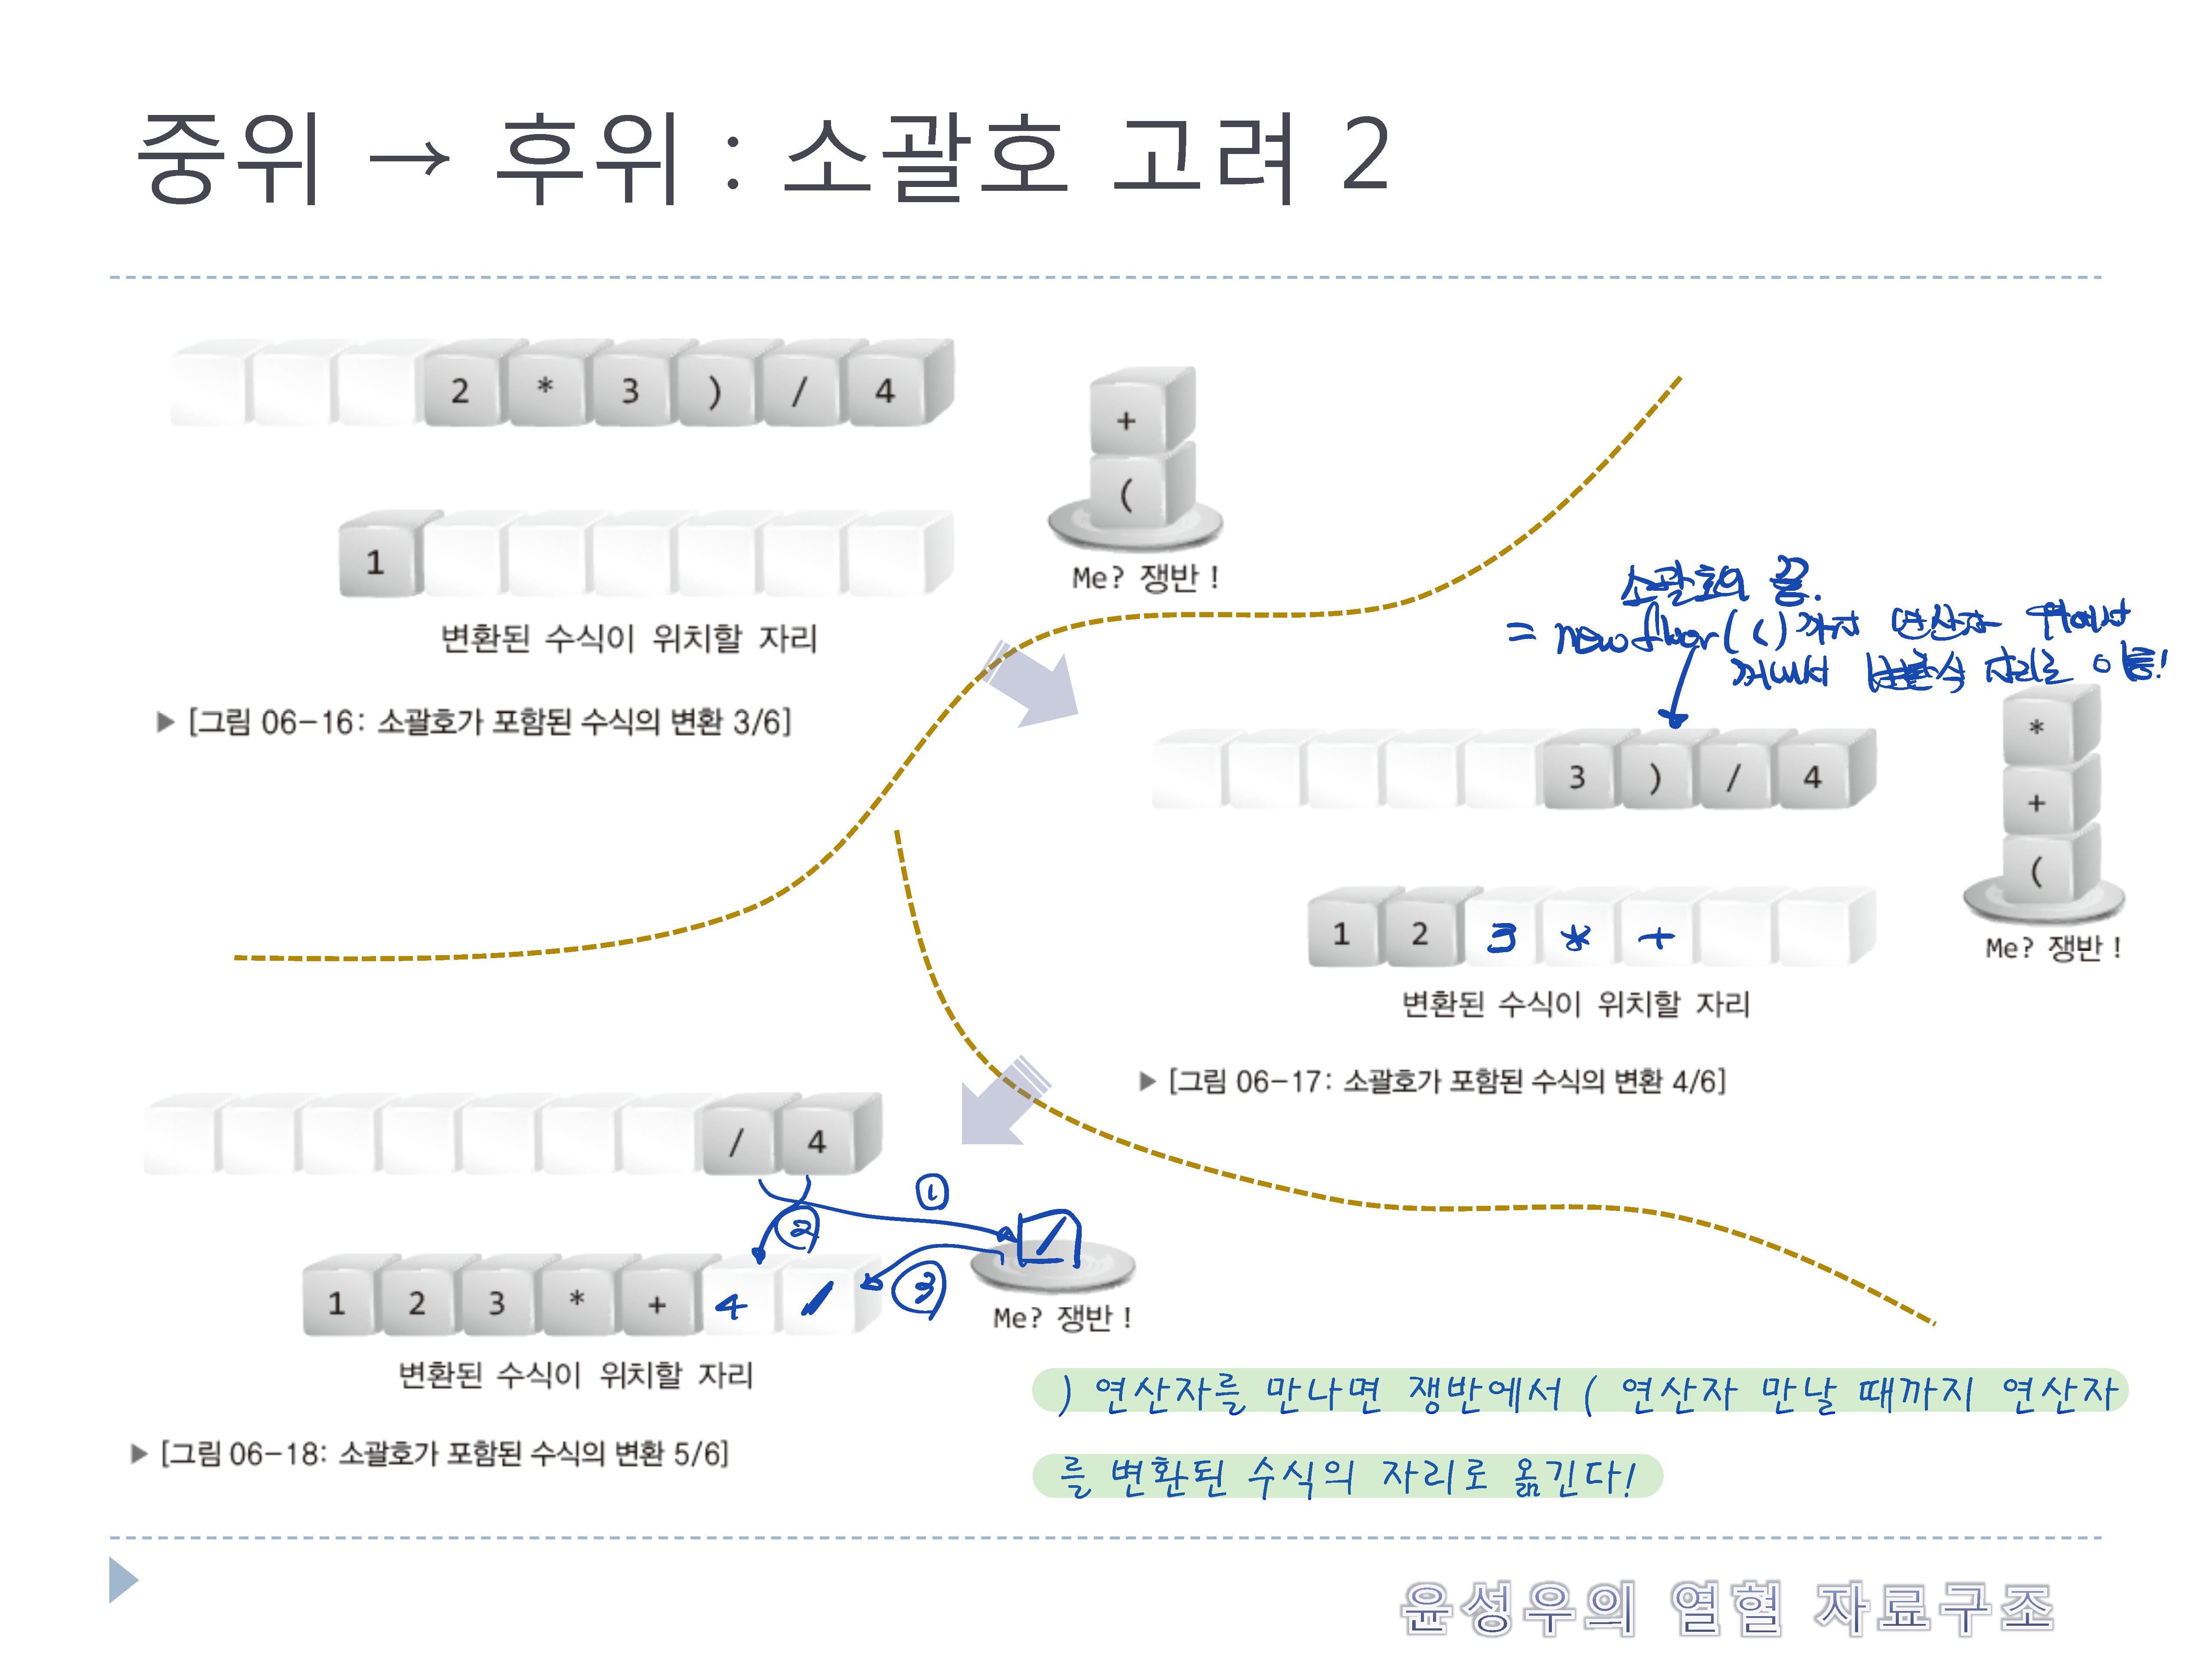 중위 → 후위 : 소괄호 고려 2
2 * 3 ) / 4
+
(
1
Me? 쟁반 !
변환된 수식이 위치할 자리
▶ [그림 06-16: 소괄호가 포함된 수식의 변환 3/6]
소괄호의 끝.
= new floor(()까지 연산자 위에서
꺼내서 변환식 자리로 이동!
3 ) / 4
*
+
(
1 2 3 * +
Me? 쟁반 !
변환된 수식이 위치할 자리
▶ [그림 06-17: 소괄호가 포함된 수식의 변환 4/6]
/ 4
①
②
/
1 2 3 * + 4 /
③
Me? 쟁반 !
변환된 수식이 위치할 자리
▶ [그림 06-18: 소괄호가 포함된 수식의 변환 5/6]
) 연산자를 만나면 쟁반에서 ( 연산자 만날 때까지 연산자
를 변환된 수식의 자리로 옮긴다!
윤성우의 열혈 자료구조